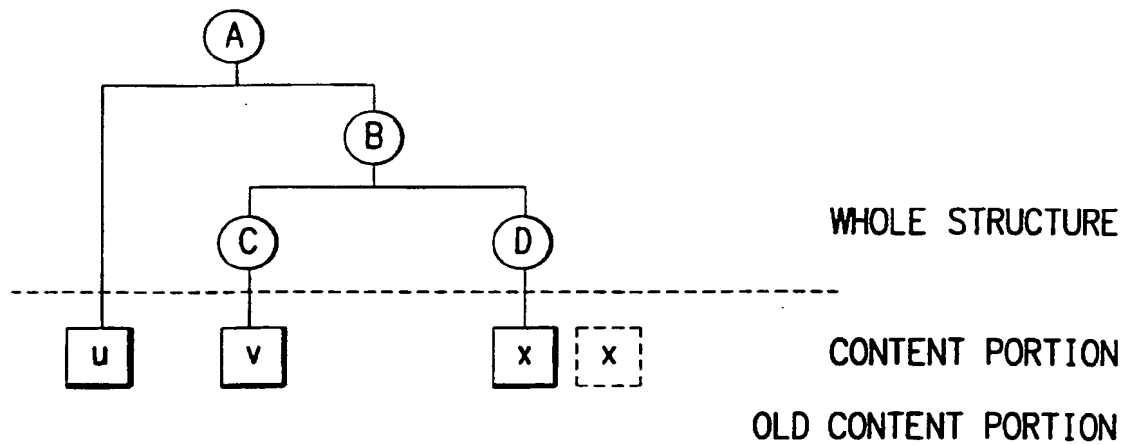 A
B
C D
WHOLE STRUCTURE
u v x x
CONTENT PORTION
OLD CONTENT PORTION